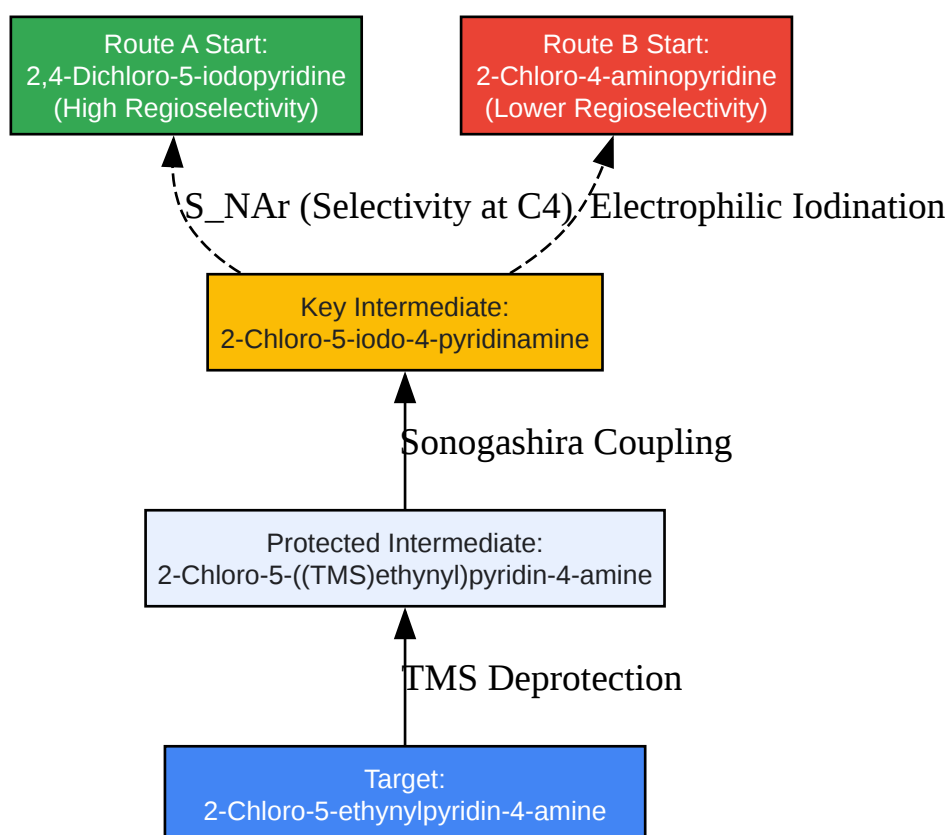 Route A Start:
2,4-Dichloro-5-iodopyridine
(High Regioselectivity)
Route B Start:
2-Chloro-4-aminopyridine
(Lower Regioselectivity)
S_NAr (Selectivity at C4)
Electrophilic Iodination
Key Intermediate:
2-Chloro-5-iodo-4-pyridinamine
Sonogashira Coupling
Protected Intermediate:
2-Chloro-5-((TMS)ethynyl)pyridin-4-amine
TMS Deprotection
Target:
2-Chloro-5-ethynylpyridin-4-amine